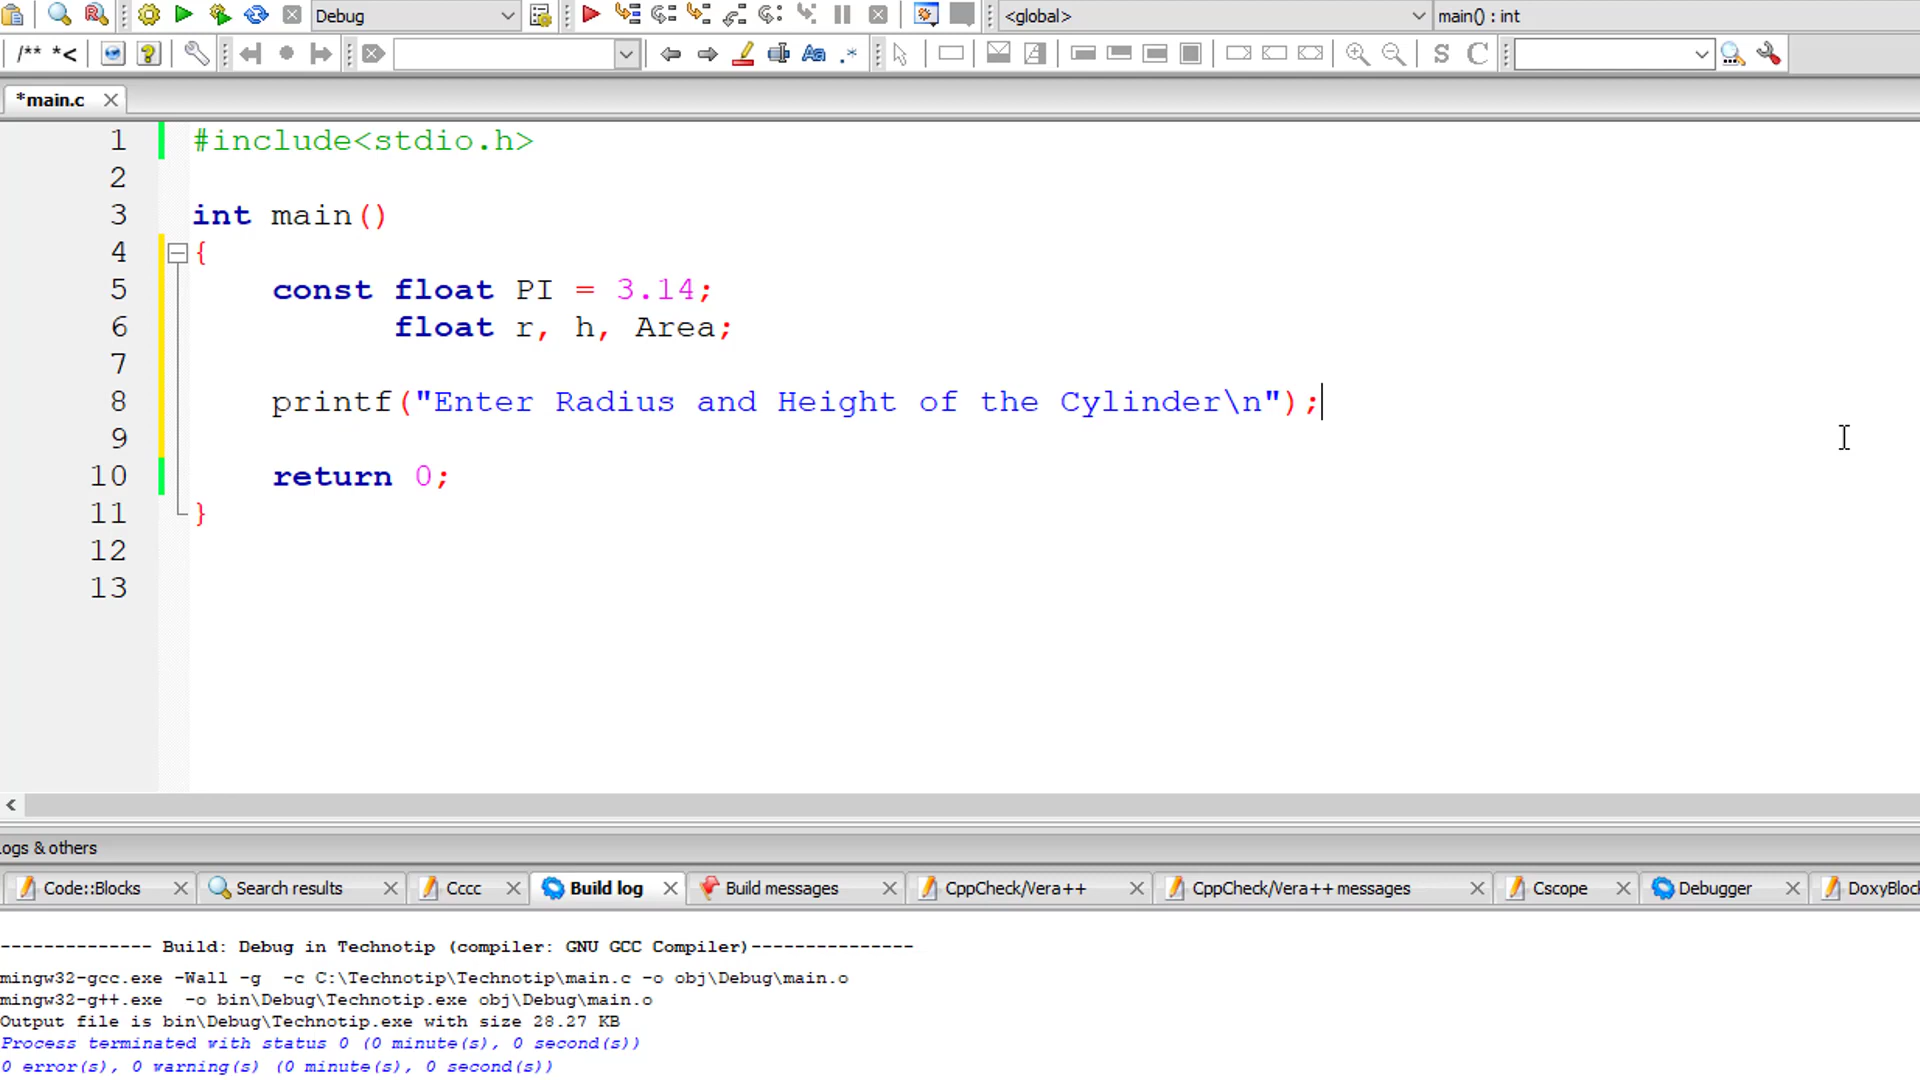 Debug
<global>
main() : int
/** *<
Aa .*
S C
*main.c
1 #include<stdio.h>
2
3 int main()
4 {
5 const float PI = 3.14;
6 float r, h, Area;
7
8 printf("Enter Radius and Height of the Cylinder\n");
9
10 return 0;
11 }
12
13
ogs & others
Code::Blocks
Search results
Cccc
Build log
Build messages
CppCheck/Vera++
CppCheck/Vera++ messages
Cscope
Debugger
DoxyBloc
-------------- Build: Debug in Technotip (compiler: GNU GCC Compiler)---------------
mingw32-gcc.exe -Wall -g  -c C:\Technotip\Technotip\main.c -o obj\Debug\main.o
mingw32-g++.exe  -o bin\Debug\Technotip.exe obj\Debug\main.o
Output file is bin\Debug\Technotip.exe with size 28.27 KB
Process terminated with status 0 (0 minute(s), 0 second(s))
0 error(s), 0 warning(s) (0 minute(s), 0 second(s))